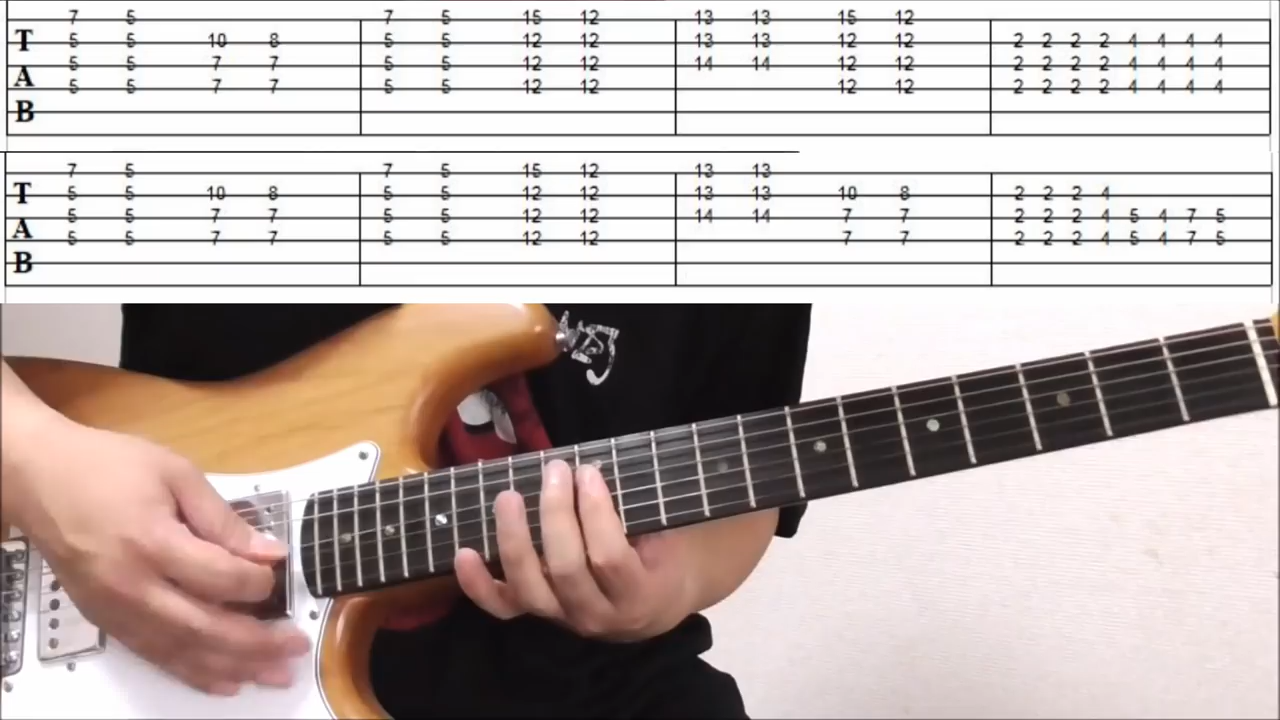 7 5 7 5 15 12 13 13 15 12
T 5 5 10 8 5 5 12 12 13 13 12 12 2 2 2 2 4 4 4 4
5 5 7 7 5 5 12 12 14 14 12 12 2 2 2 2 4 4 4 4
A 5 5 7 7 5 5 12 12 12 12 2 2 2 2 4 4 4 4
B
7 5 7 5 15 12 13 13
T 5 5 10 8 5 5 12 12 13 13 10 8 2 2 2 4
5 5 7 7 5 5 12 12 14 14 7 7 2 2 2 4 5 4 7 5
A 5 5 7 7 5 5 12 12 7 7 2 2 2 4 5 4 7 5
B